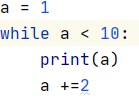 a = 1
while a < 10:
    print(a)
    a +=2